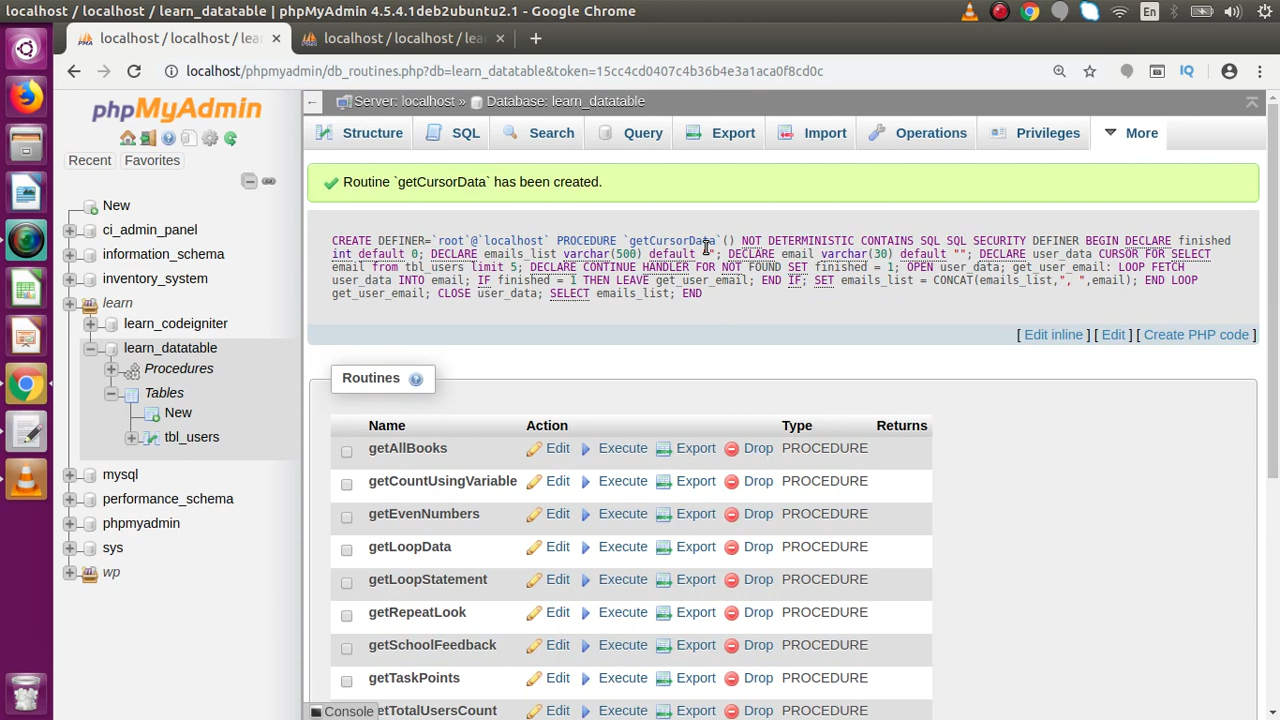 localhost / localhost / learn_datatable | phpMyAdmin 4.5.4.1deb2ubuntu2.1 - Google Chrome
En
localhost / localhost / lea
localhost / localhost / lea
localhost/phpmyadmin/db_routines.php?db=learn_datatable&token=15cc4cd0407c4b36b4e3a1aca0f8cd0c
IQ
phpMyAdmin
Recent
Favorites
New
ci_admin_panel
information_schema
inventory_system
learn
learn_codeigniter
learn_datatable
Procedures
Tables
New
tbl_users
mysql
performance_schema
phpmyadmin
sys
wp
Server: localhost » Database: learn_datatable
Structure SQL Search Query Export Import Operations Privileges More
Routine `getCursorData` has been created.
CREATE DEFINER=`root`@`localhost` PROCEDURE `getCursorData`() NOT DETERMINISTIC CONTAINS SQL SQL SECURITY DEFINER BEGIN DECLARE finished
int default 0; DECLARE emails_list varchar(500) default ""; DECLARE email varchar(30) default ""; DECLARE user_data CURSOR FOR SELECT
email from tbl_users limit 5; DECLARE CONTINUE HANDLER FOR NOT FOUND SET finished = 1; OPEN user_data; get_user_email: LOOP FETCH
user_data INTO email; IF finished = 1 THEN LEAVE get_user_email; END IF; SET emails_list = CONCAT(emails_list,", ",email); END LOOP
get_user_email; CLOSE user_data; SELECT emails_list; END
[ Edit inline ] [ Edit ] [ Create PHP code ]
Routines
Name Action Type Returns
getAllBooks Edit Execute Export Drop PROCEDURE
getCountUsingVariable Edit Execute Export Drop PROCEDURE
getEvenNumbers Edit Execute Export Drop PROCEDURE
getLoopData Edit Execute Export Drop PROCEDURE
getLoopStatement Edit Execute Export Drop PROCEDURE
getRepeatLook Edit Execute Export Drop PROCEDURE
getSchoolFeedback Edit Execute Export Drop PROCEDURE
getTaskPoints Edit Execute Export Drop PROCEDURE
getTotalUsersCount Edit Execute Export Drop PROCEDURE
Console